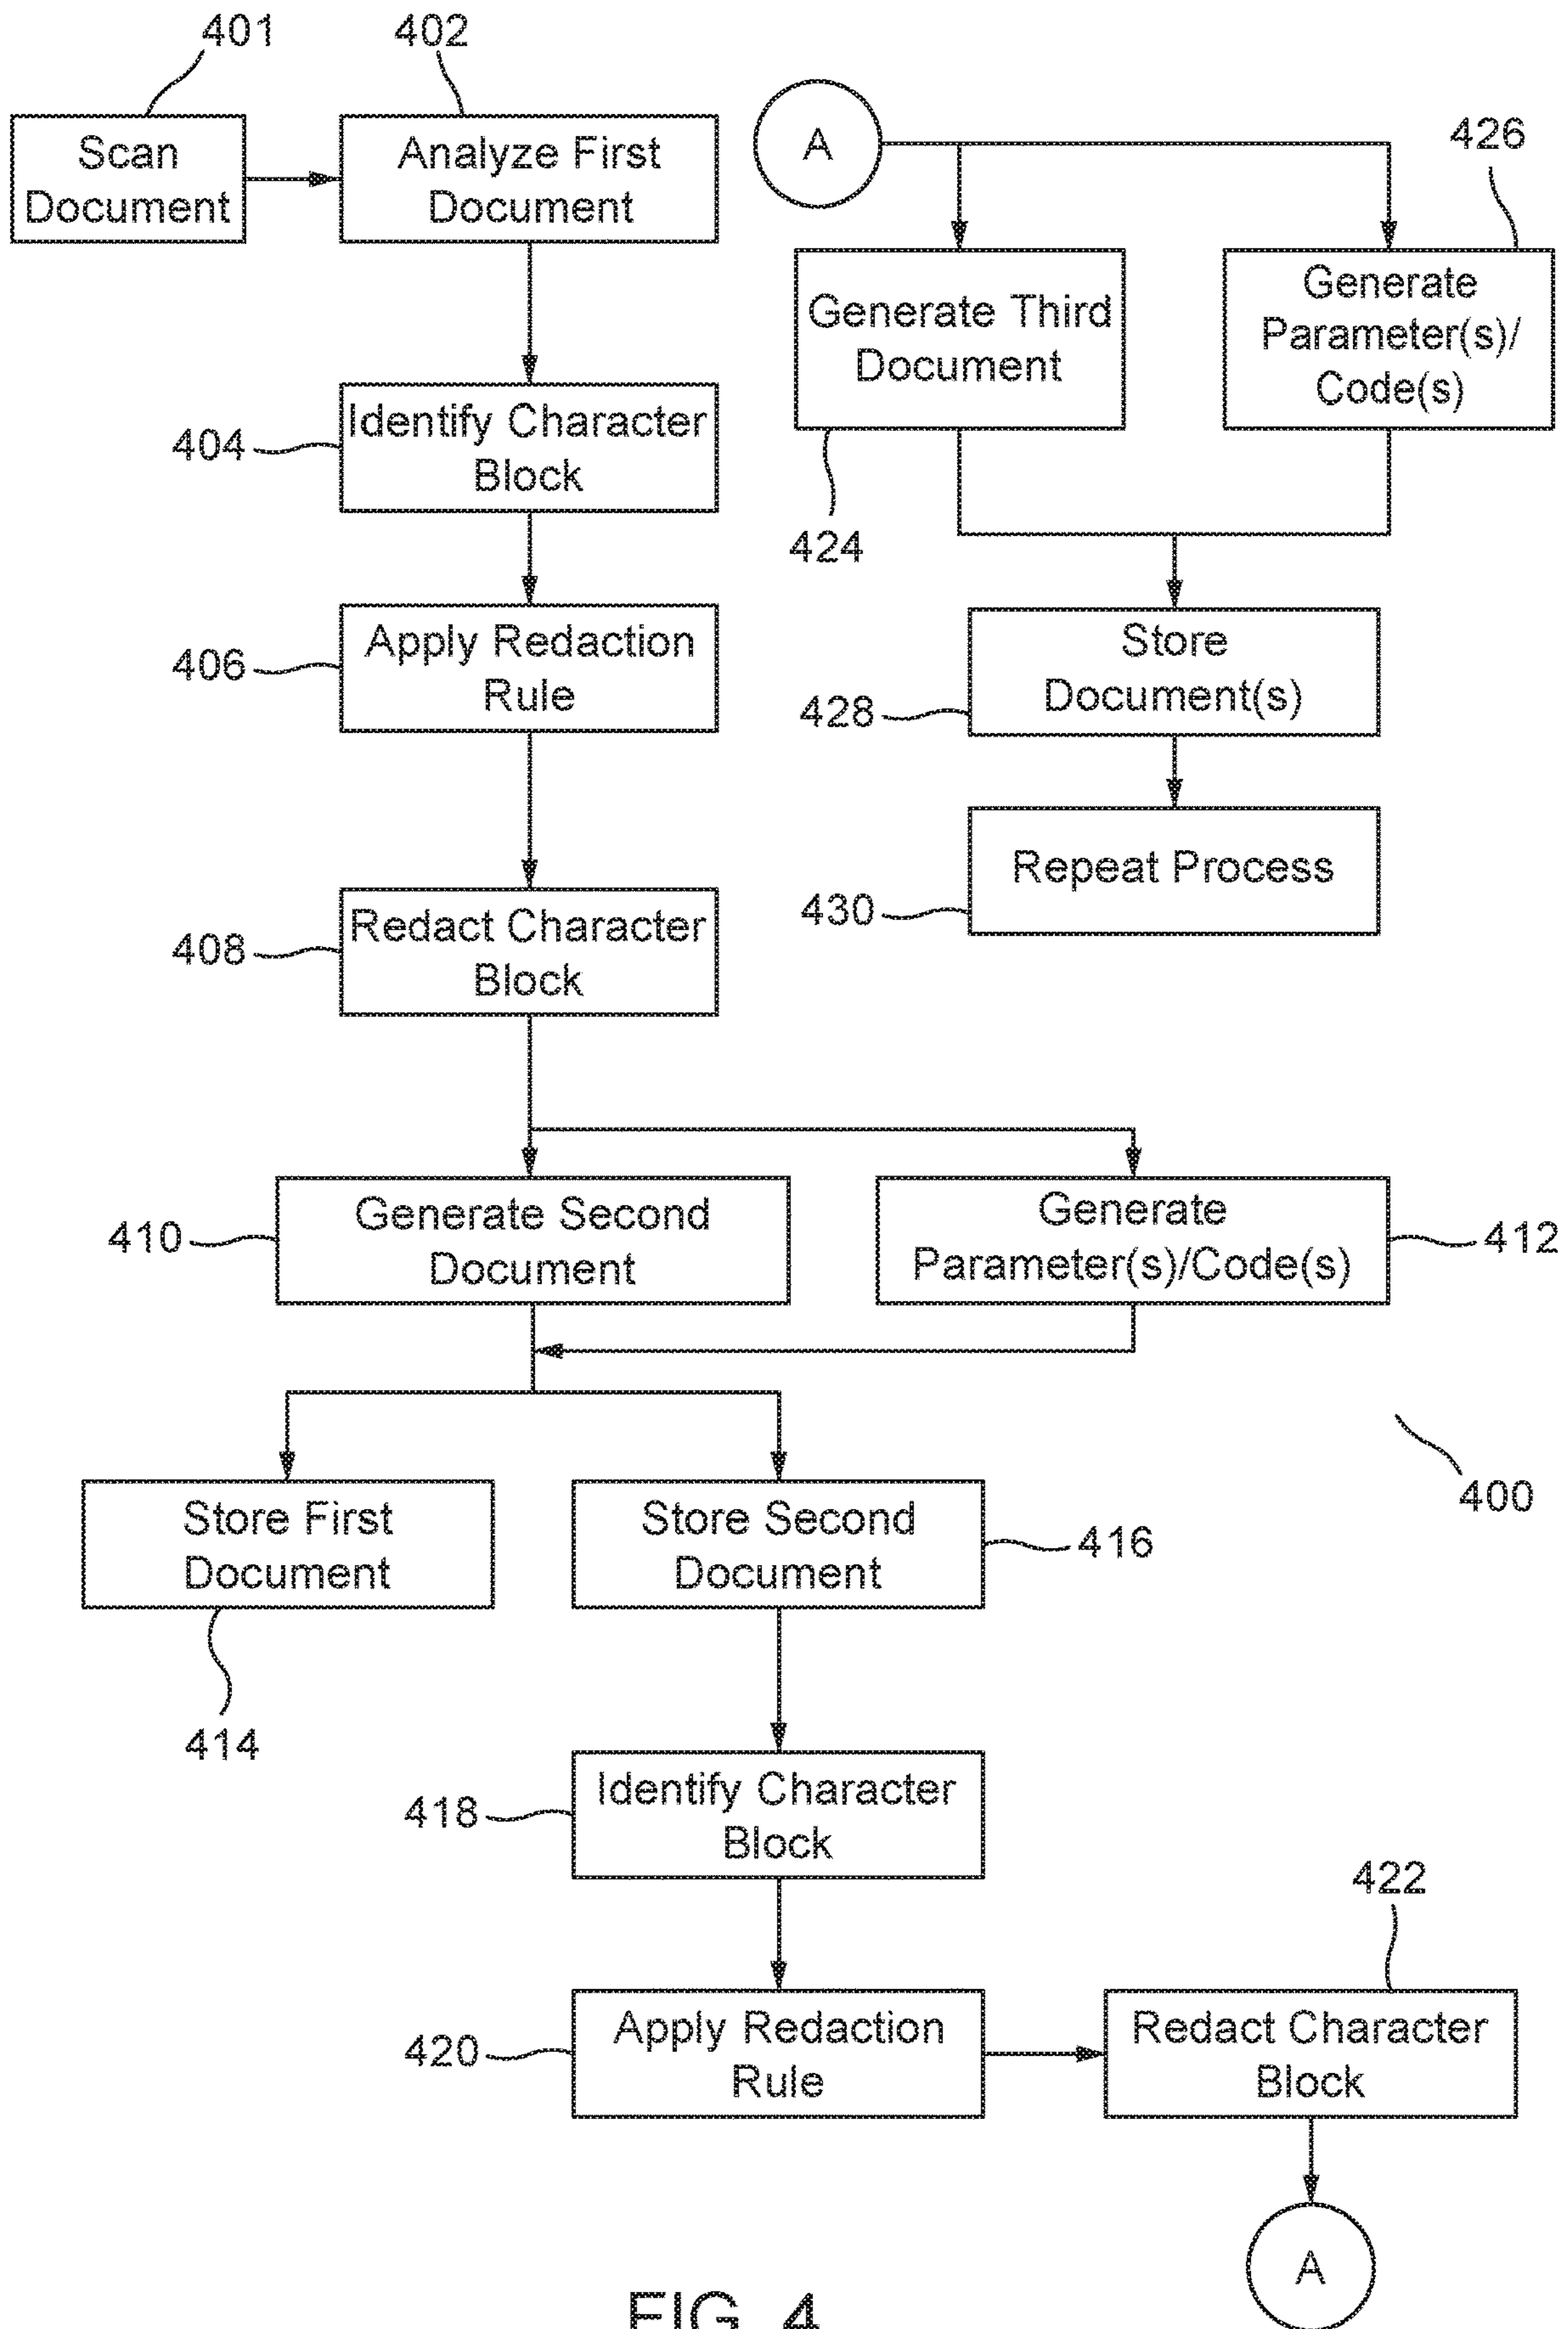 401
402
Scan
Document
Analyze First
Document
A
426
Generate Third
Document
Generate
Parameter(s)/
Code(s)
404
Identify Character
Block
424
406
Apply Redaction
Rule
Store
Document(s)
428
Repeat Process
430
408
Redact Character
Block
410
Generate Second
Document
Generate
Parameter(s)/Code(s)
412
400
Store First
Document
Store Second
Document
416
414
418
Identify Character
Block
422
420
Apply Redaction
Rule
Redact Character
Block
A
FIG. 4